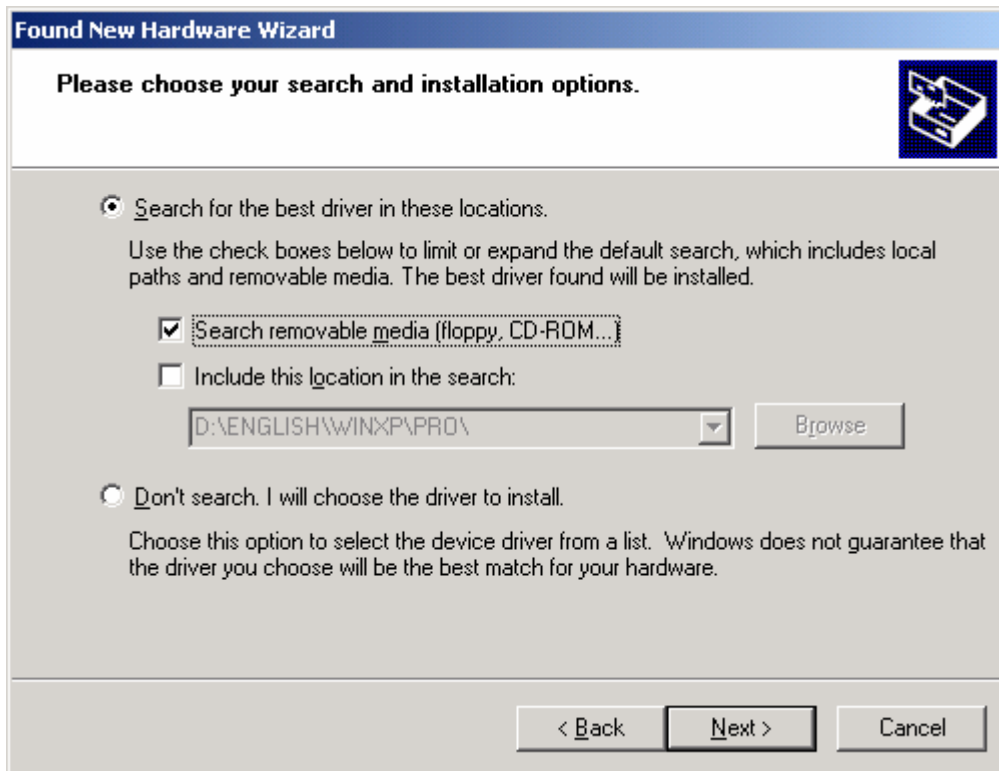 Found New Hardware Wizard
Please choose your search and installation options.
Search for the best driver in these locations.
Use the check boxes below to limit or expand the default search, which includes local
paths and removable media. The best driver found will be installed.
Search removable media (floppy, CD-ROM...)
Include this location in the search:
D:\ENGLISH\WINXP\PRO\
Browse
Don't search. I will choose the driver to install.
Choose this option to select the device driver from a list.  Windows does not guarantee that
the driver you choose will be the best match for your hardware.
< Back
Next >
Cancel